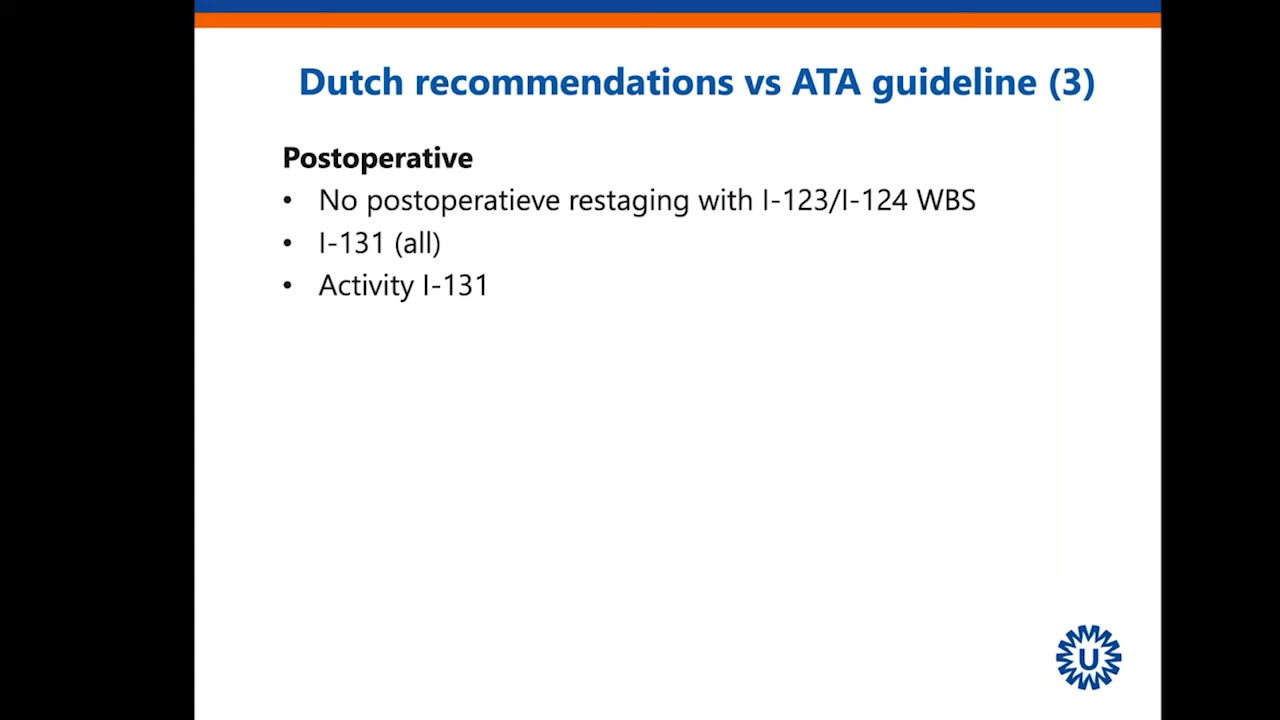 Dutch recommendations vs ATA guideline (3)
Postoperative
• No postoperatieve restaging with I-123/I-124 WBS
• I-131 (all)
• Activity I-131
U